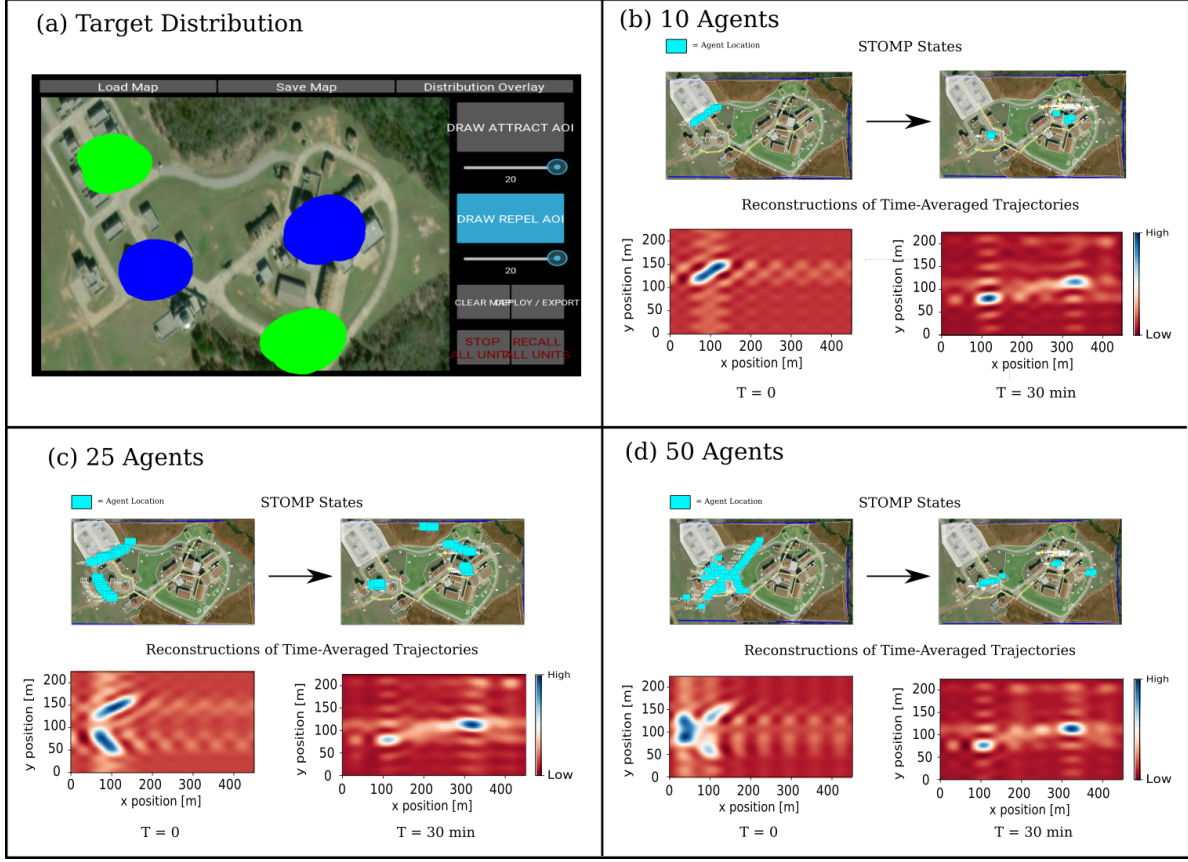 (a) Target Distribution
Load Map
Save Map
Distribution Overlay
DRAW ATTRACT AOI
20
DRAW REPEL AOI
20
CLEAR MAP
DEPLOY / EXPORT
STOP
ALL UNITS
RECALL
ALL UNITS
(b) 10 Agents
= Agent Location
STOMP States
Reconstructions of Time-Averaged Trajectories
y position [m]
200
150
100
50
0
0 100 200 300 400
x position [m]
T = 0
y position [m]
200
150
100
50
0
0 100 200 300 400
x position [m]
T = 30 min
High
Low
(c) 25 Agents
= Agent Location
STOMP States
Reconstructions of Time-Averaged Trajectories
y position [m]
200
150
100
50
0
0 100 200 300 400
x position [m]
T = 0
y position [m]
200
150
100
50
0
0 100 200 300 400
x position [m]
T = 30 min
High
Low
(d) 50 Agents
= Agent Location
STOMP States
Reconstructions of Time-Averaged Trajectories
y position [m]
200
150
100
50
0
0 100 200 300 400
x position [m]
T = 0
y position [m]
200
150
100
50
0
0 100 200 300 400
x position [m]
T = 30 min
High
Low